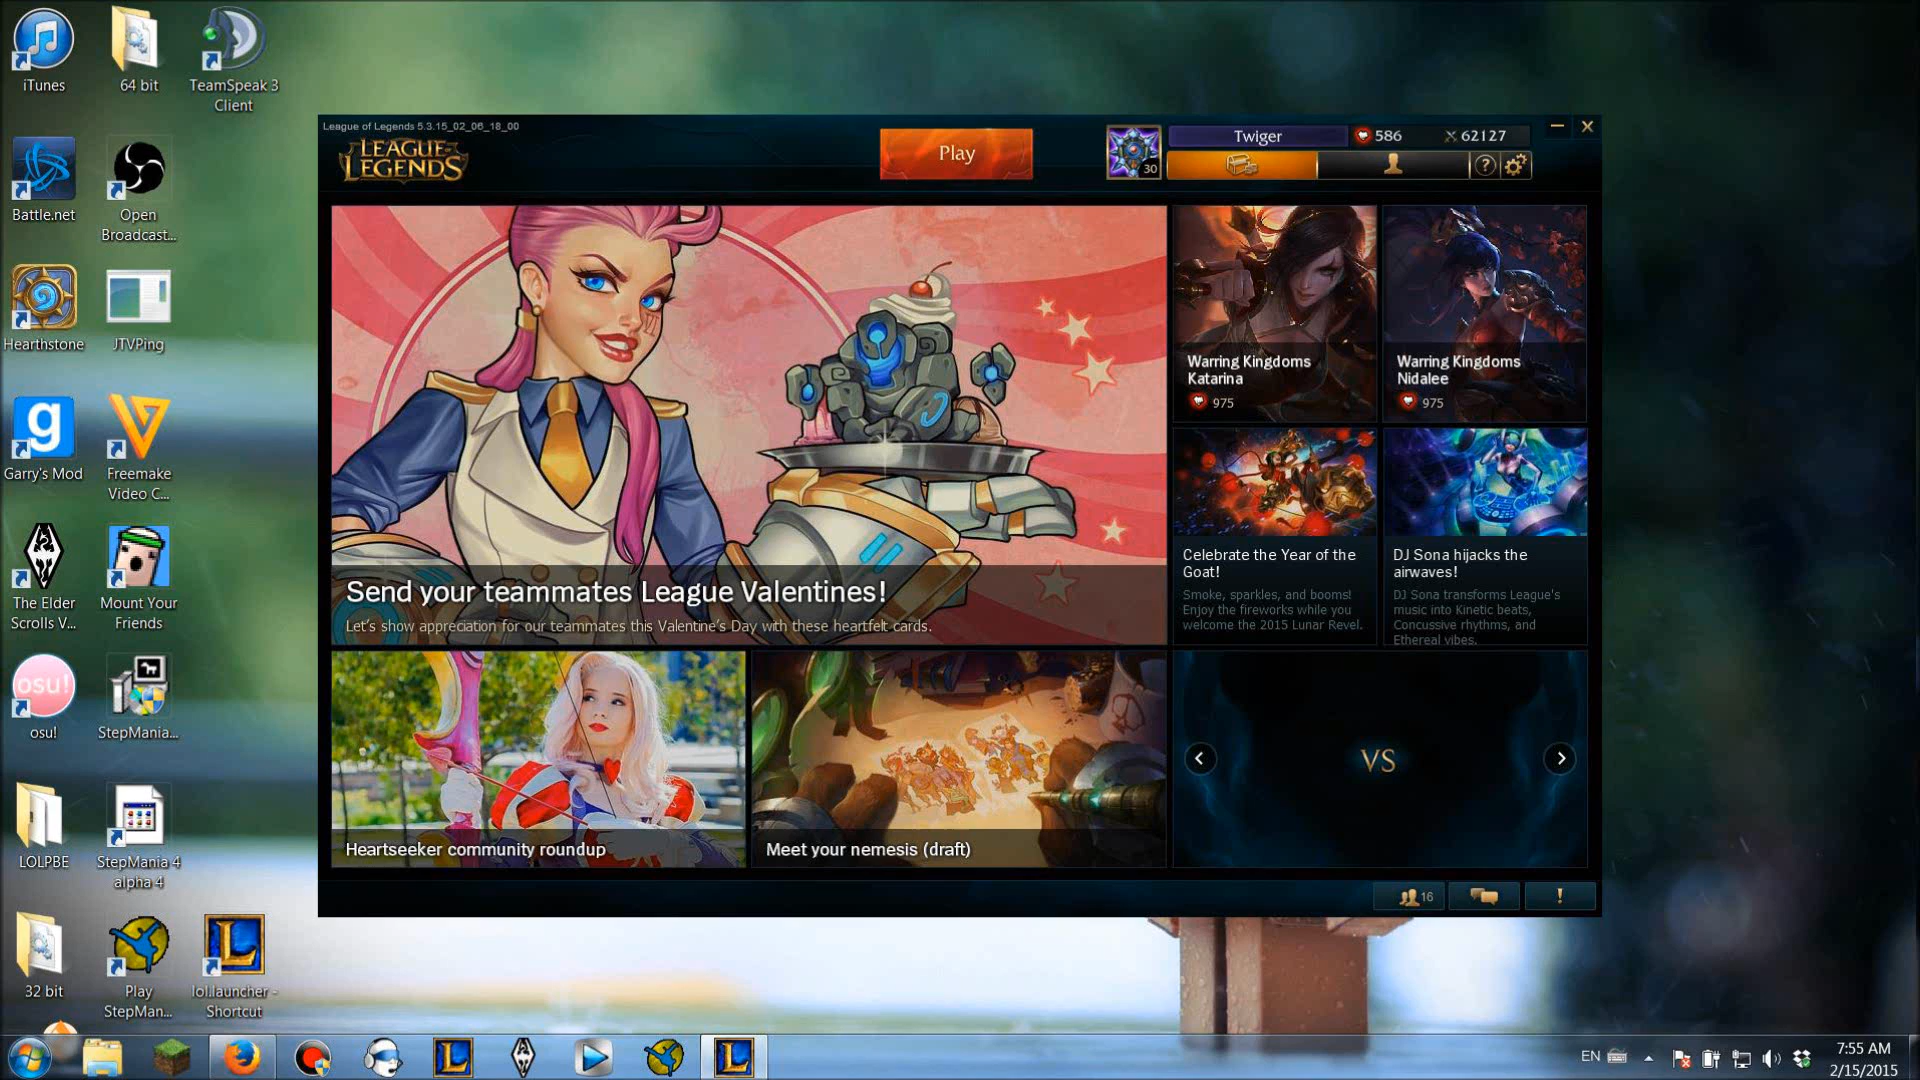 iTunes
64 bit
TeamSpeak 3
Client
Battle.net
Open
Broadcast...
Hearthstone
JTVPing
g
Garry's Mod
Freemake
Video C...
The Elder
Scrolls V...
Mount Your
Friends
osu!
osu!
StepMania...
LOLPBE
StepMania 4
alpha 4
32 bit
Play
StepMan...
L
lol.launcher -
Shortcut
League of Legends 5.3.15_02_06_18_00
LEAGUE of
LEGENDS
Play
30
Twiger
586
62127
?
Send your teammates League Valentines!
Let's show appreciation for our teammates this Valentine's Day with these heartfelt cards.
Warring Kingdoms
Katarina
975
Warring Kingdoms
Nidalee
975
Celebrate the Year of the
Goat!
Smoke, sparkles, and booms!
Enjoy the fireworks while you
welcome the 2015 Lunar Revel.
DJ Sona hijacks the
airwaves!
DJ Sona transforms League's
music into Kinetic beats,
Concussive rhythms, and
Ethereal vibes.
Heartseeker community roundup
Meet your nemesis (draft)
VS
16
!
L
L
EN
7:55 AM
2/15/2015